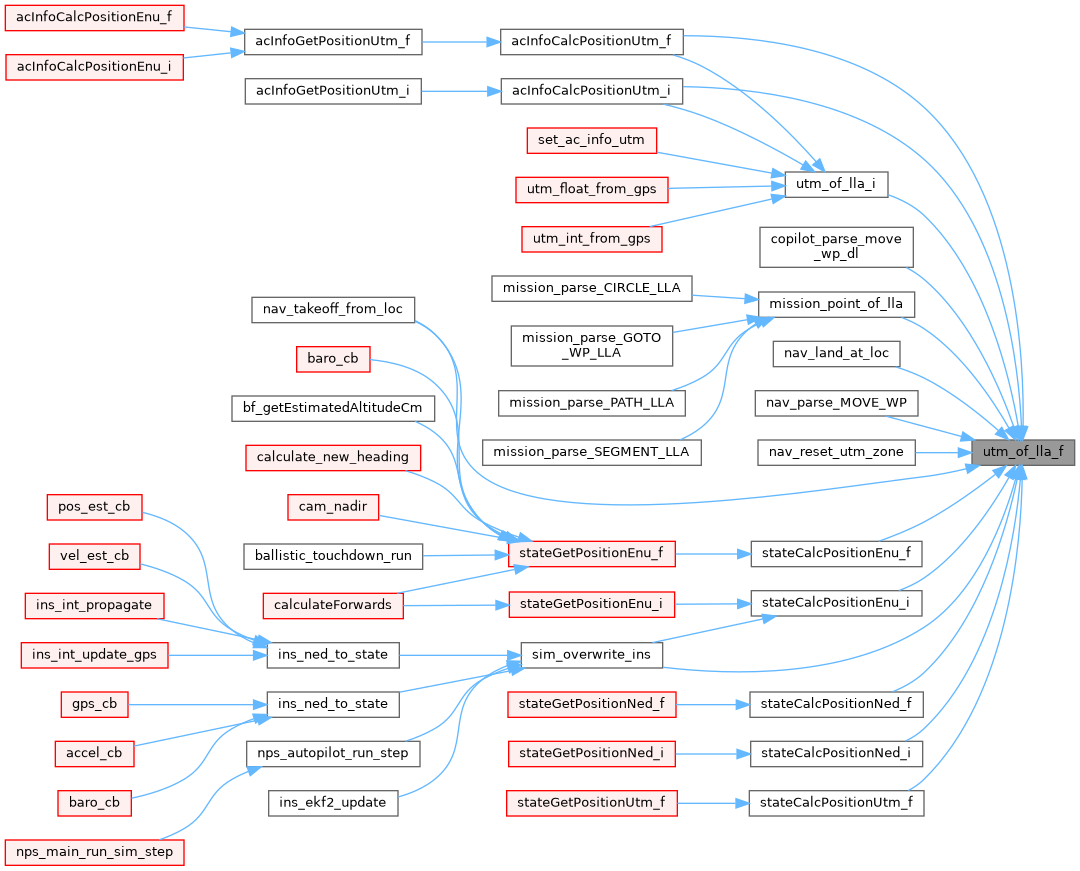 acInfoCalcPositionEnu_f
acInfoGetPositionUtm_f
acInfoCalcPositionUtm_f
acInfoCalcPositionEnu_i
acInfoGetPositionUtm_i
acInfoCalcPositionUtm_i
set_ac_info_utm
utm_float_from_gps
utm_of_lla_i
utm_int_from_gps
copilot_parse_move
_wp_dl
mission_parse_CIRCLE_LLA
mission_point_of_lla
nav_takeoff_from_loc
mission_parse_GOTO
_WP_LLA
nav_land_at_loc
baro_cb
mission_parse_PATH_LLA
nav_parse_MOVE_WP
bf_getEstimatedAltitudeCm
mission_parse_SEGMENT_LLA
nav_reset_utm_zone
utm_of_lla_f
calculate_new_heading
cam_nadir
pos_est_cb
ballistic_touchdown_run
stateGetPositionEnu_f
stateCalcPositionEnu_f
vel_est_cb
ins_int_propagate
calculateForwards
stateGetPositionEnu_i
stateCalcPositionEnu_i
ins_int_update_gps
ins_ned_to_state
sim_overwrite_ins
gps_cb
ins_ned_to_state
stateGetPositionNed_f
stateCalcPositionNed_f
accel_cb
nps_autopilot_run_step
stateGetPositionNed_i
stateCalcPositionNed_i
baro_cb
ins_ekf2_update
stateGetPositionUtm_f
stateCalcPositionUtm_f
nps_main_run_sim_step